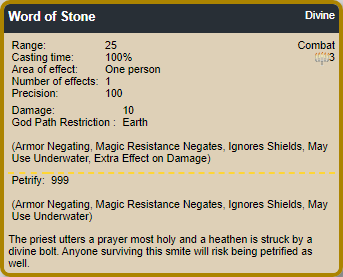 Word of Stone Divine
Range: 25 Combat
Casting time: 100% 3
Area of effect: One person
Number of effects: 1
Precision: 100
Damage: 10
God Path Restriction : Earth
(Armor Negating, Magic Resistance Negates, Ignores Shields, May
Use Underwater, Extra Effect on Damage)
Petrify: 999
(Armor Negating, Magic Resistance Negates, Ignores Shields, May
Use Underwater)
The priest utters a prayer most holy and a heathen is struck by a
divine bolt. Anyone surviving this smite will risk being petrified as
well.